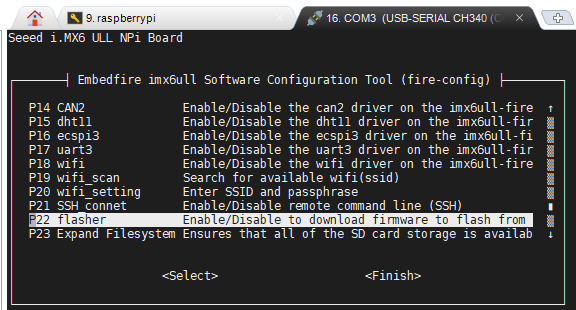 9. raspberrypi
16. COM3 (USB-SERIAL CH340 (C
Seeed i.MX6 ULL NPi Board
Embedfire imx6ull Software Configuration Tool (fire-config)
P14 CAN2 Enable/Disable the can2 driver on the imx6ull-fire ↑
P15 dht11 Enable/Disable the dht11 driver on the imx6ull-fir
P16 ecspi3 Enable/Disable the ecspi3 driver on the imx6ull-fi
P17 uart3 Enable/Disable the uart3 driver on the imx6ull-fir
P18 wifi Enable/Disable the wifi driver on the imx6ull-fire
P19 wifi_scan Search for available wifi(ssid)
P20 wifi_setting Enter SSID and passphrase
P21 SSH connet Enable/Disable remote command line (SSH)
P22 flasher Enable/Disable to download firmware to flash from
P23 Expand Filesystem Ensures that all of the SD card storage is availab ↓
<Select> <Finish>